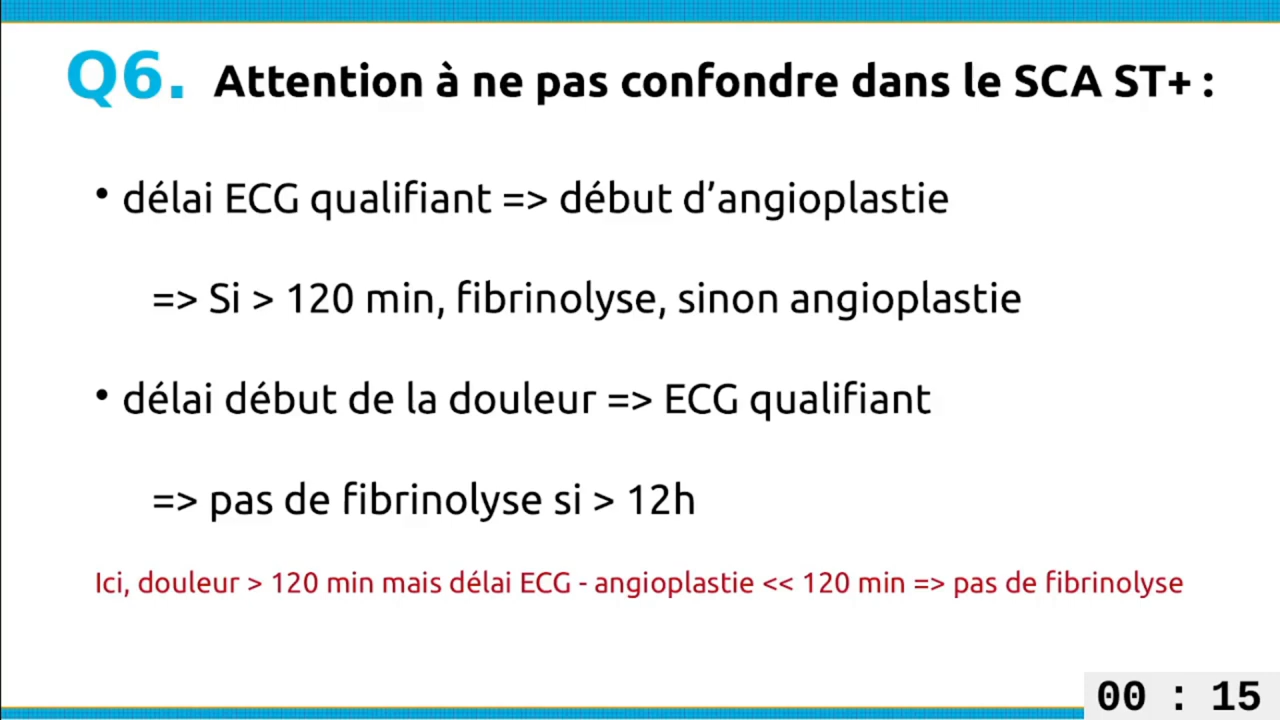 Q6. Attention à ne pas confondre dans le SCA ST+ :
• délai ECG qualifiant => début d’angioplastie
=> Si > 120 min, fibrinolyse, sinon angioplastie
• délai début de la douleur => ECG qualifiant
=> pas de fibrinolyse si > 12h
Ici, douleur > 120 min mais délai ECG - angioplastie << 120 min => pas de fibrinolyse
00 : 15